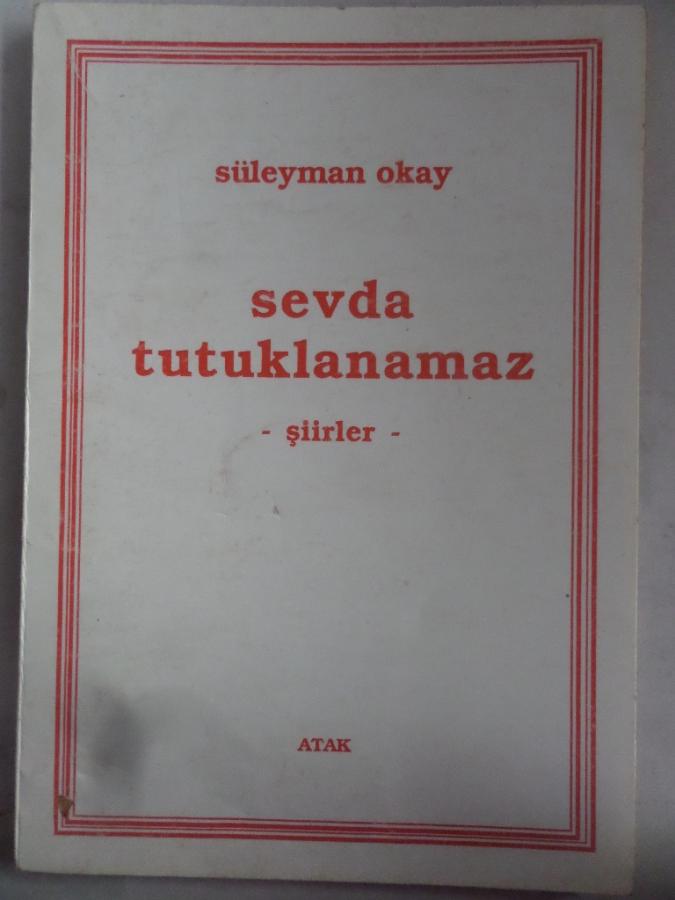 süleyman okay
sevda
tutuklanamaz
- şiirler -
ATAK